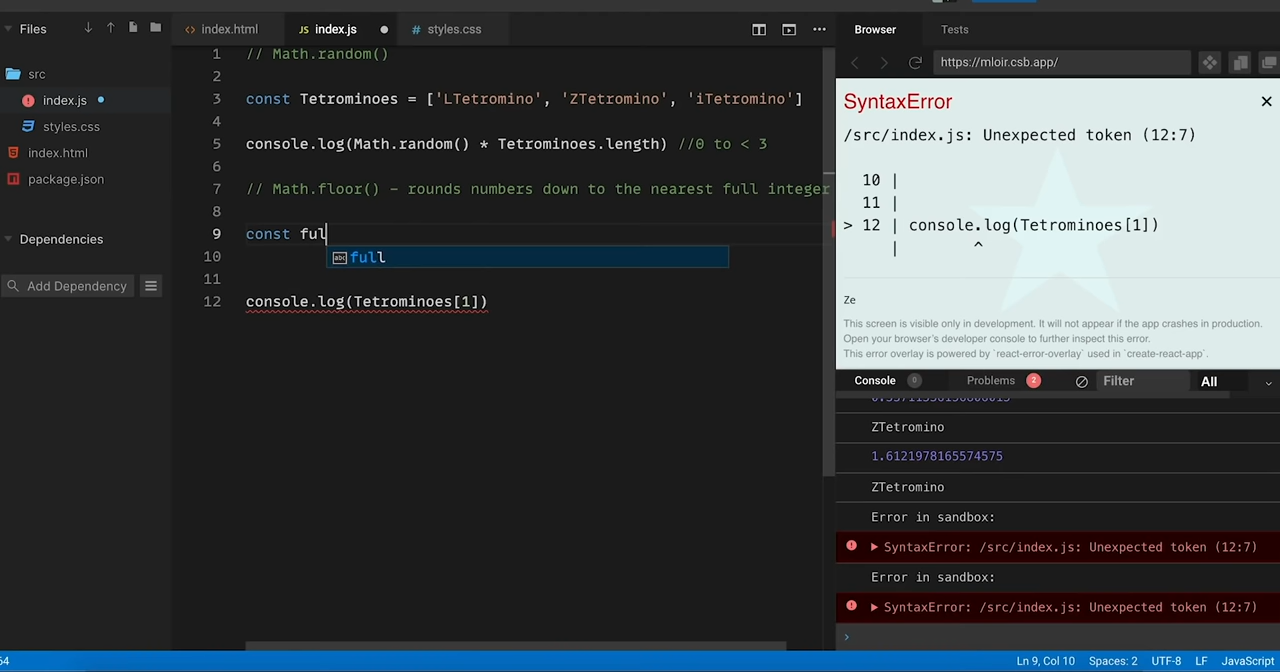 Files
index.html
JS index.js
# styles.css
Browser
Tests
https://mloir.csb.app/
src
index.js
styles.css
index.html
package.json
Dependencies
Add Dependency
1 // Math.random()
2
3 const Tetrominoes = ['LTetromino', 'ZTetromino', 'iTetromino']
4
5 console.log(Math.random() * Tetrominoes.length) //0 to < 3
6
7 // Math.floor() - rounds numbers down to the nearest full integer
8
9 const ful
abc full
10
11
12 console.log(Tetrominoes[1])
SyntaxError
/src/index.js: Unexpected token (12:7)
10 |
11 |
> 12 | console.log(Tetrominoes[1])
| ^
Ze
This screen is visible only in development. It will not appear if the app crashes in production.
Open your browser's developer console to further inspect this error.
This error overlay is powered by `react-error-overlay` used in `create-react-app`.
Console 0
Problems 2
Filter
All
ZTetromino
1.6121978165574575
ZTetromino
Error in sandbox:
SyntaxError: /src/index.js: Unexpected token (12:7)
Error in sandbox:
SyntaxError: /src/index.js: Unexpected token (12:7)
64
Ln 9, Col 10
Spaces: 2
UTF-8
LF
JavaScript